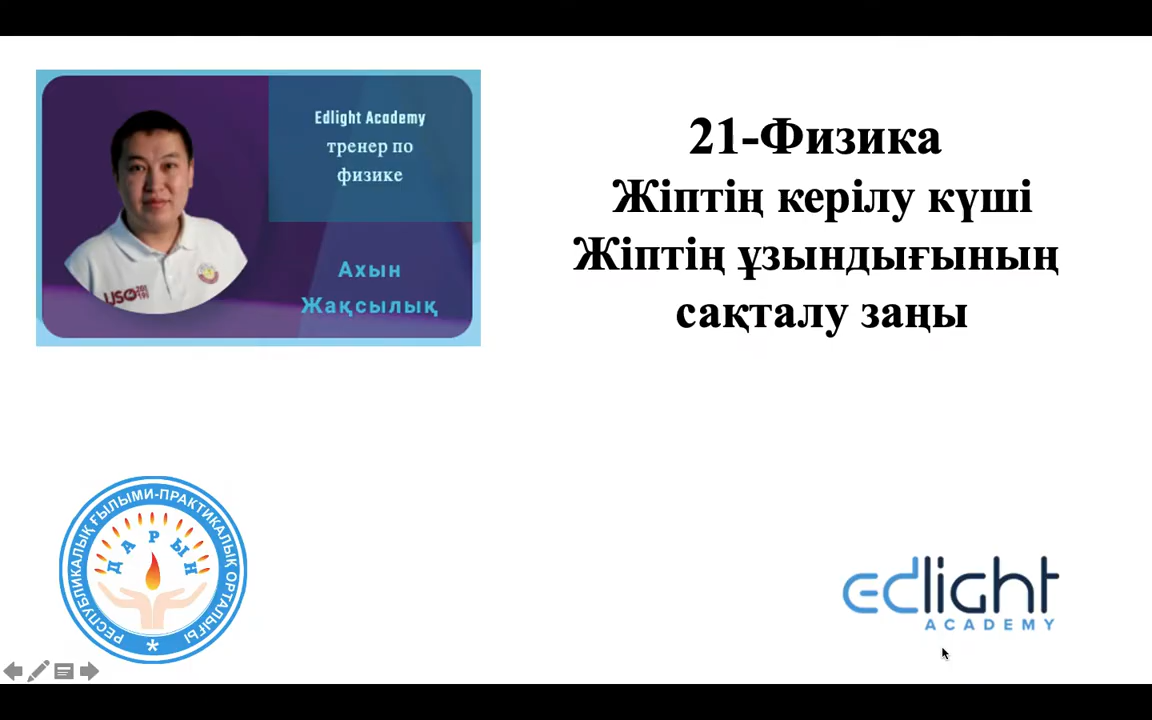 Edlight Academy
тренер по
физике
Ахын
Жақсылық
21-Физика
Жіптің керілу күші
Жіптің ұзындығының
сақталу заңы
РЕСПУБЛИКАЛЫҚ ҒЫЛЫМИ-ПРАКТИКАЛЫҚ ОРТАЛЫҒЫ
ДАРЫН
edlight
ACADEMY